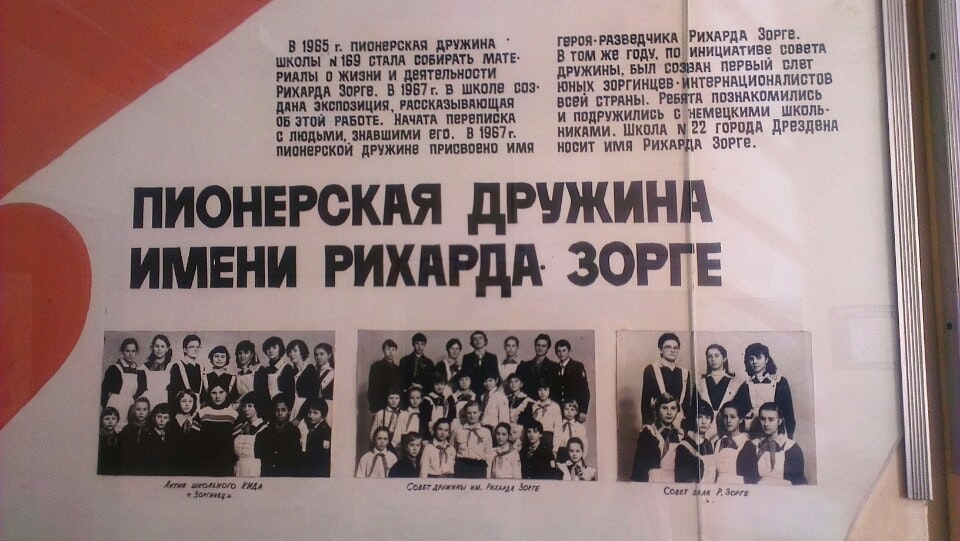 В 1965 г. ПИОНЕРСКАЯ ДРУЖИНА
ШКОЛЫ №169 СТАЛА СОБИРАТЬ МАТЕ-
РИАЛЫ О ЖИЗНИ И ДЕЯТЕЛЬНОСТИ
РИХАРДА ЗОРГЕ. В 1967 г. В ШКОЛЕ СОЗ-
ДАНА ЭКСПОЗИЦИЯ, РАССКАЗЫВАЮЩАЯ
ОБ ЭТОЙ РАБОТЕ. НАЧАТА ПЕРЕПИСКА
С ЛЮДЬМИ, ЗНАВШИМИ ЕГО. В 1967 г.
ПИОНЕРСКОЙ ДРУЖИНЕ ПРИСВОЕНО ИМЯ
ГЕРОЯ-РАЗВЕДЧИКА РИХАРДА ЗОРГЕ.
В ТОМ ЖЕ ГОДУ, ПО ИНИЦИАТИВЕ СОВЕТА
ДРУЖИНЫ, БЫЛ СОЗВАН ПЕРВЫЙ СЛЕТ
ЮНЫХ ЗОРГИНЦЕВ-ИНТЕРНАЦИОНАЛИСТОВ
ВСЕЙ СТРАНЫ. РЕБЯТА ПОЗНАКОМИЛИСЬ
И ПОДРУЖИЛИСЬ С НЕМЕЦКИМИ ШКОЛЬ-
НИКАМИ. ШКОЛА №22 ГОРОДА ДРЕЗДЕНА
НОСИТ ИМЯ РИХАРДА ЗОРГЕ.
ПИОНЕРСКАЯ ДРУЖИНА
ИМЕНИ РИХАРДА ЗОРГЕ
АКТИВ ШКОЛЬНОГО КИДА
«ЗОРГИНЕЦ»
СОВЕТ ДРУЖИНЫ ИМ. РИХАРДА ЗОРГЕ
СОВЕТ ЗАЛА Р. ЗОРГЕ